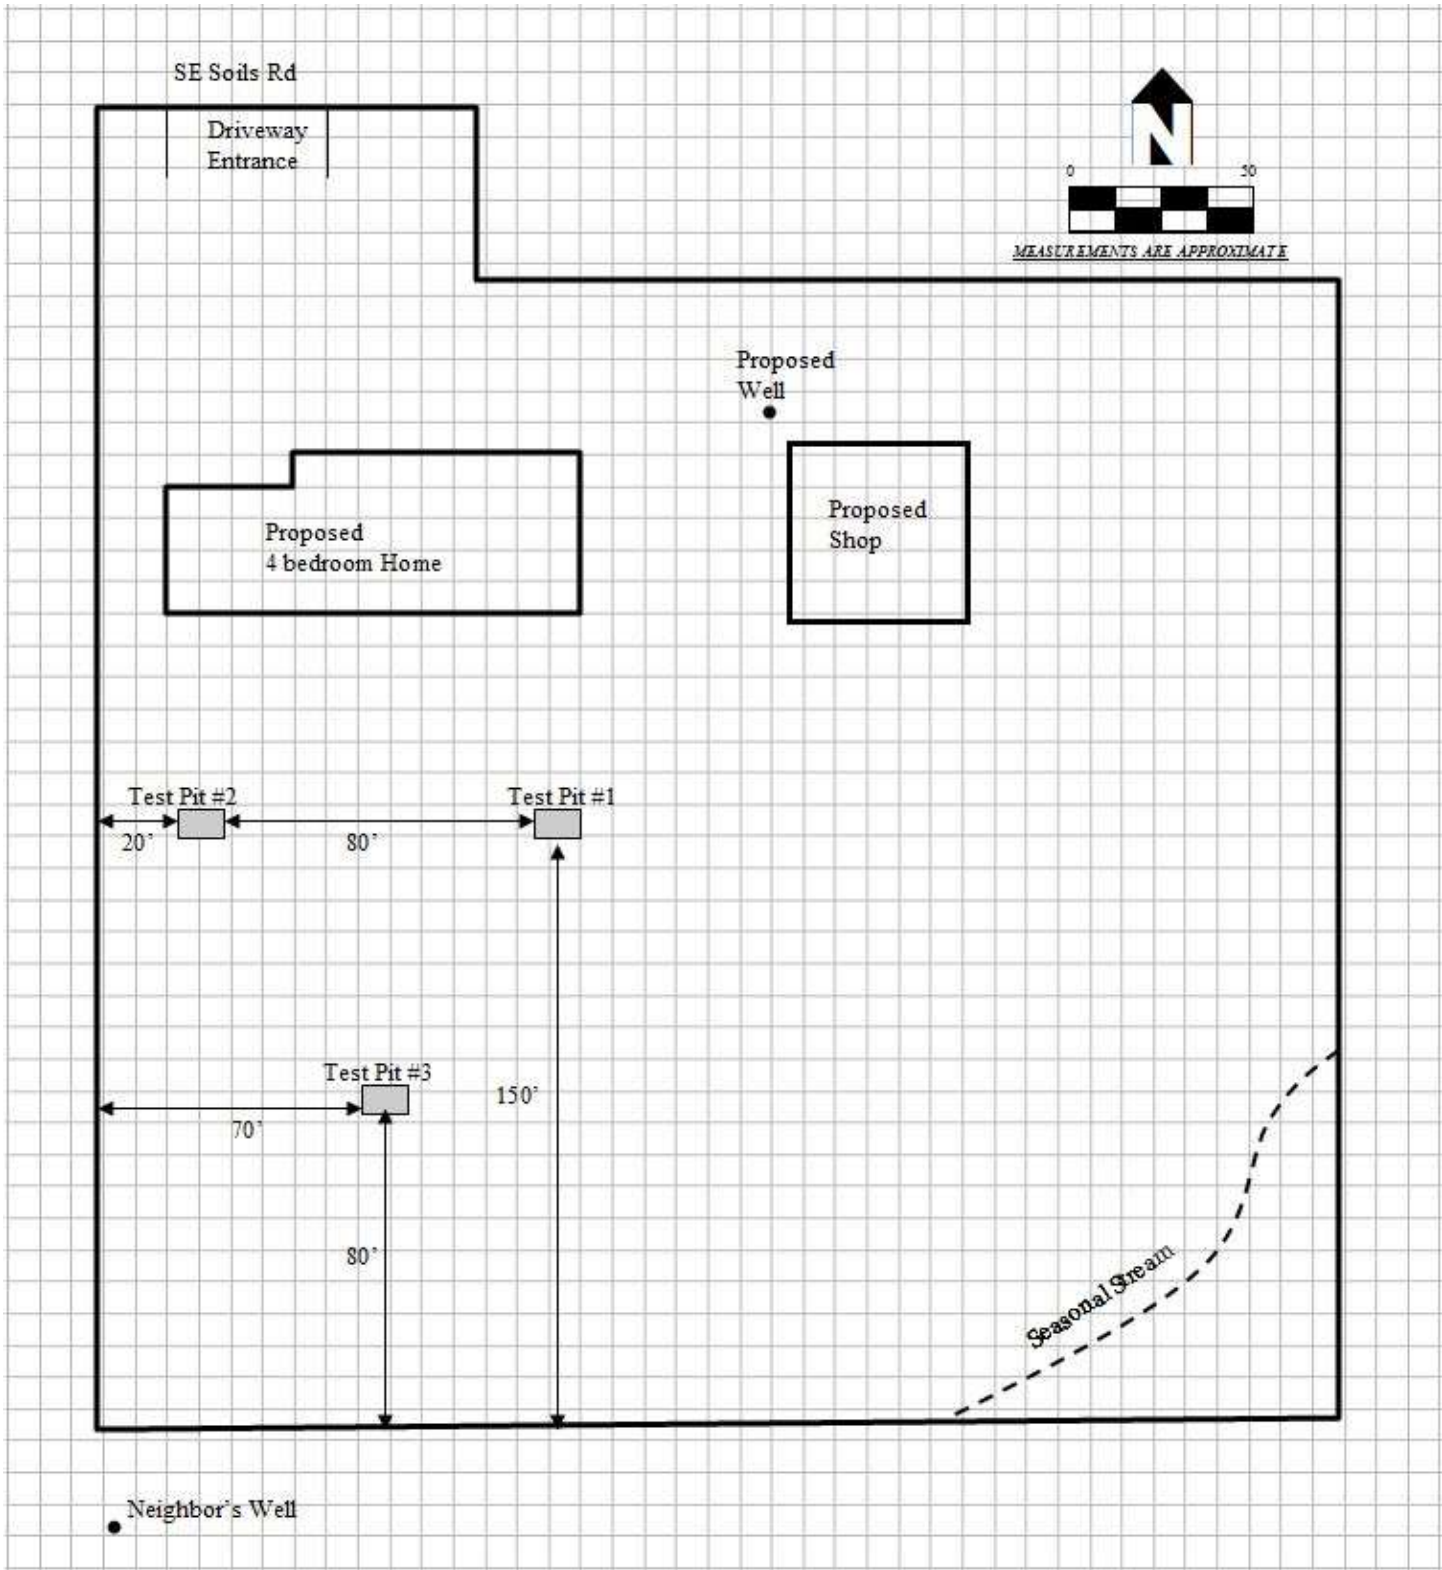 SE Soils Rd
Driveway
Entrance
N
0 50
MEASUREMENTS ARE APPROXIMATE
Proposed
Well
Proposed
4 bedroom Home
Proposed
Shop
Test Pit #2
Test Pit #1
20’
80’
Test Pit #3
70’
150’
80’
Seasonal Stream
Neighbor’s Well